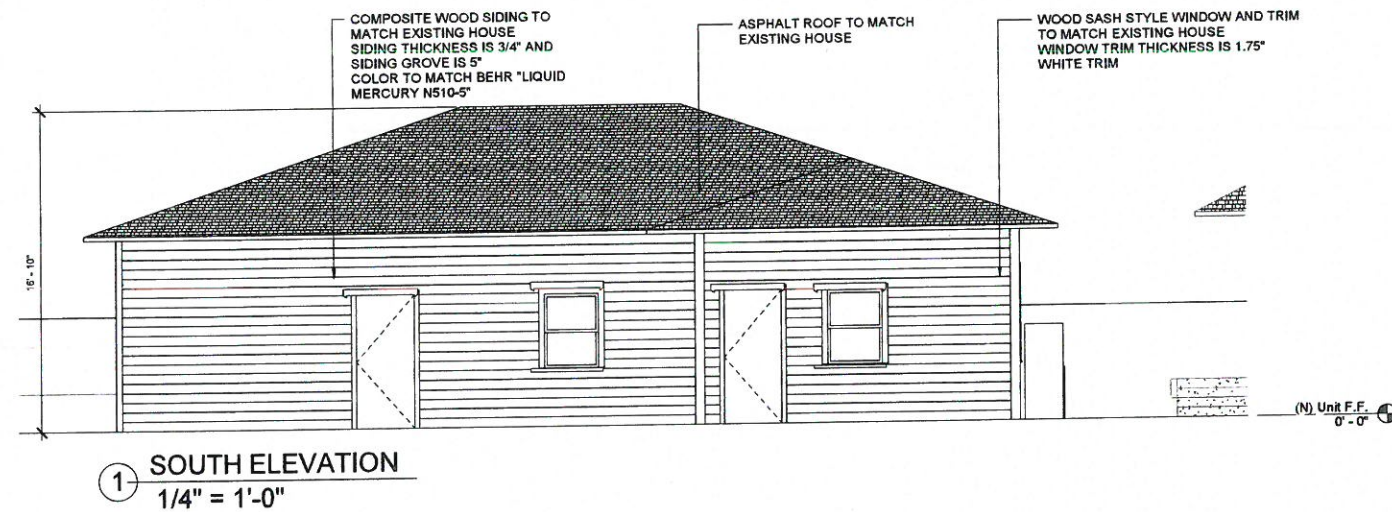 COMPOSITE WOOD SIDING TO
MATCH EXISTING HOUSE
SIDING THICKNESS IS 3/4" AND
SIDING GROVE IS 5"
COLOR TO MATCH BEHR "LIQUID
MERCURY N510-5"
ASPHALT ROOF TO MATCH
EXISTING HOUSE
WOOD SASH STYLE WINDOW AND TRIM
TO MATCH EXISTING HOUSE
WINDOW TRIM THICKNESS IS 1.75"
WHITE TRIM
16' - 10"
(N) Unit F.F.
0' - 0"
1 SOUTH ELEVATION
1/4" = 1'-0"